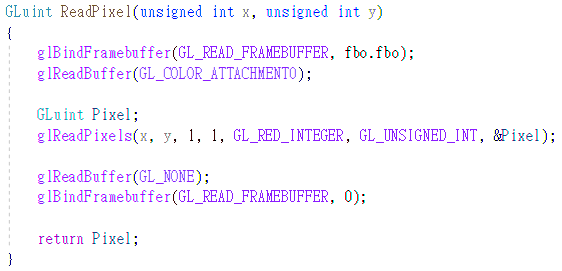 GLuint ReadPixel(unsigned int x, unsigned int y)
{
    glBindFramebuffer(GL_READ_FRAMEBUFFER, fbo.fbo);
    glReadBuffer(GL_COLOR_ATTACHMENT0);

    GLuint Pixel;
    glReadPixels(x, y, 1, 1, GL_RED_INTEGER, GL_UNSIGNED_INT, &Pixel);

    glReadBuffer(GL_NONE);
    glBindFramebuffer(GL_READ_FRAMEBUFFER, 0);

    return Pixel;
}